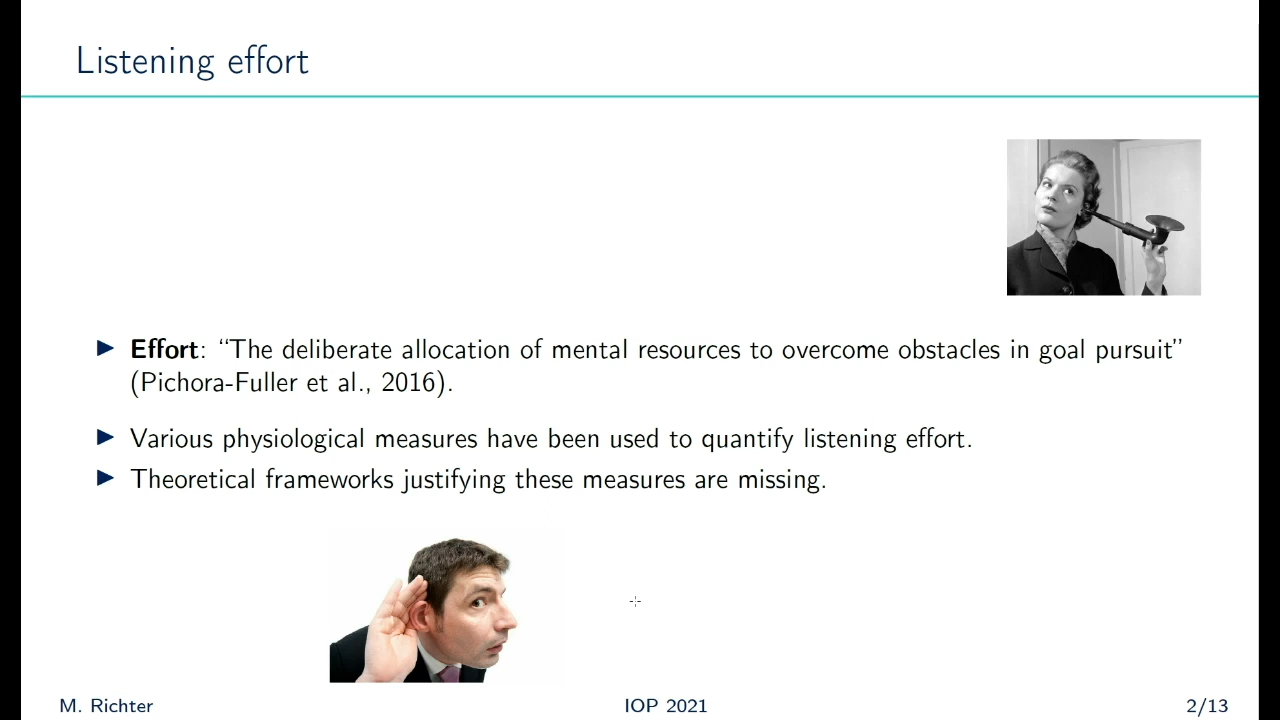 Listening effort
▶ Effort: “The deliberate allocation of mental resources to overcome obstacles in goal pursuit”
(Pichora-Fuller et al., 2016).
▶ Various physiological measures have been used to quantify listening effort.
▶ Theoretical frameworks justifying these measures are missing.
M. Richter
IOP 2021
2/13